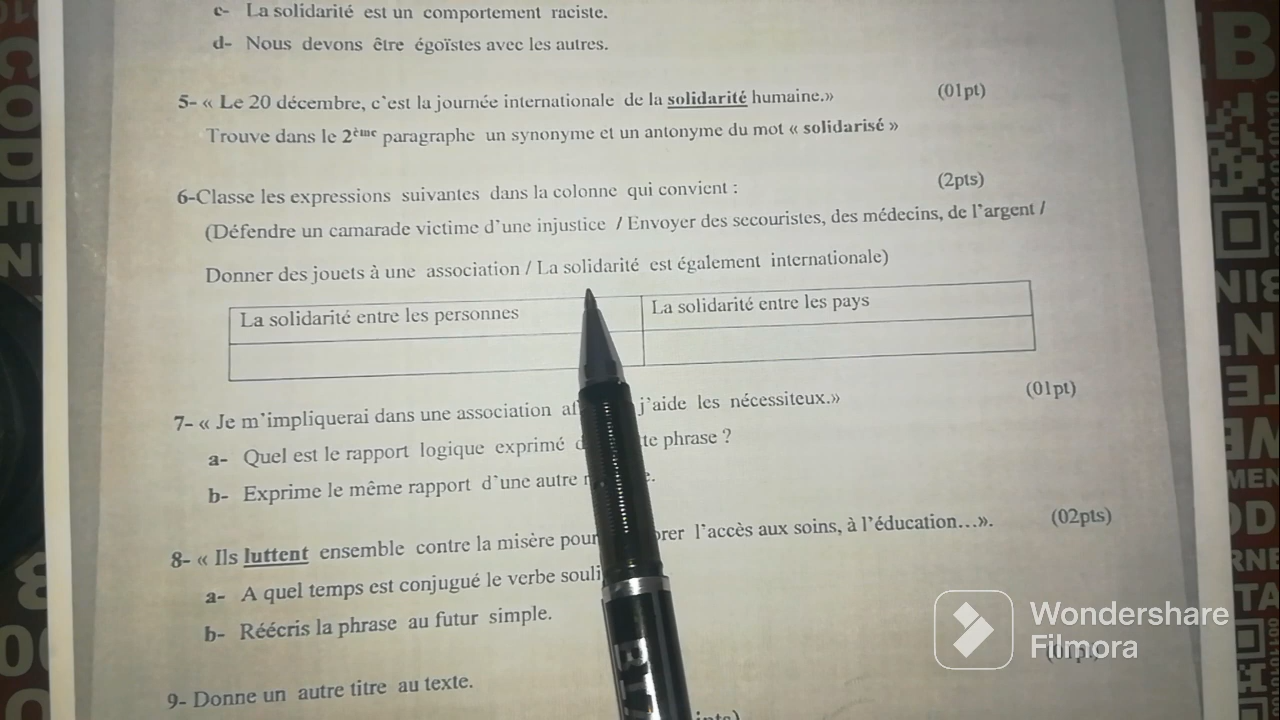 c- La solidarité est un comportement raciste.
d- Nous devons être égoïstes avec les autres.
5- « Le 20 décembre, c'est la journée internationale de la solidarité humaine.» (01pt)
Trouve dans le 2ème paragraphe un synonyme et un antonyme du mot « solidarisé »
6-Classe les expressions suivantes dans la colonne qui convient : (2pts)
(Défendre un camarade victime d'une injustice / Envoyer des secouristes, des médecins, de l'argent /
Donner des jouets à une association / La solidarité est également internationale)
La solidarité entre les personnes La solidarité entre les pays
7- « Je m'impliquerai dans une association j'aide les nécessiteux.» (01pt)
a- Quel est le rapport logique exprimé phrase ?
b- Exprime le même rapport d'une autre
8- « Ils luttent ensemble contre la misère pour l'accès aux soins, à l'éducation…». (02pts)
a- A quel temps est conjugué le verbe
b- Réécris la phrase au futur simple.
9- Donne un autre titre au texte.
Wondershare
Filmora